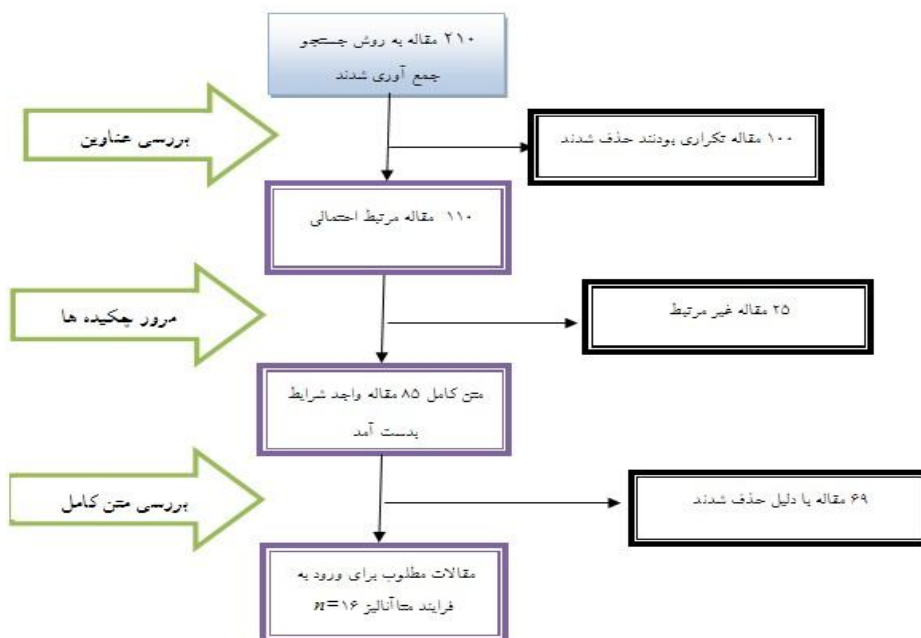 ۲۱۰ مقاله به روش جستجو
جمع آوری شدند
بررسی عناوین
۱۰۰ مقاله تکراری بودند حذف شدند
۱۱۰ مقاله مرتبط احتمالی
مرور چکیده ها
۲۵ مقاله غیر مرتبط
متن کامل ۸۵ مقاله واجد شرایط
بدست آمد
بررسی متن کامل
۶۹ مقاله با دلیل حذف شدند
مقالات مطلوب برای ورود به
فرایند متاآنالیز n=۱۶